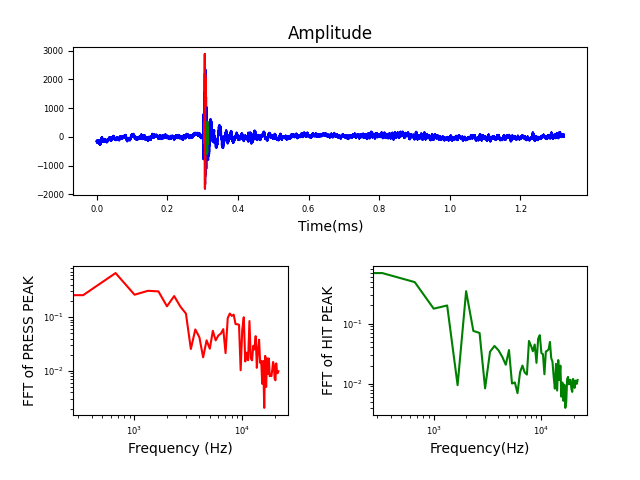 Amplitude
3000
2000
1000
0
−1000
−2000
0.0 0.2 0.4 0.6 0.8 1.0 1.2
Time(ms)
FFT of PRESS PEAK
10⁻¹
10⁻²
10³ 10⁴
Frequency (Hz)
FFT of HIT PEAK
10⁻¹
10⁻²
10³ 10⁴
Frequency(Hz)